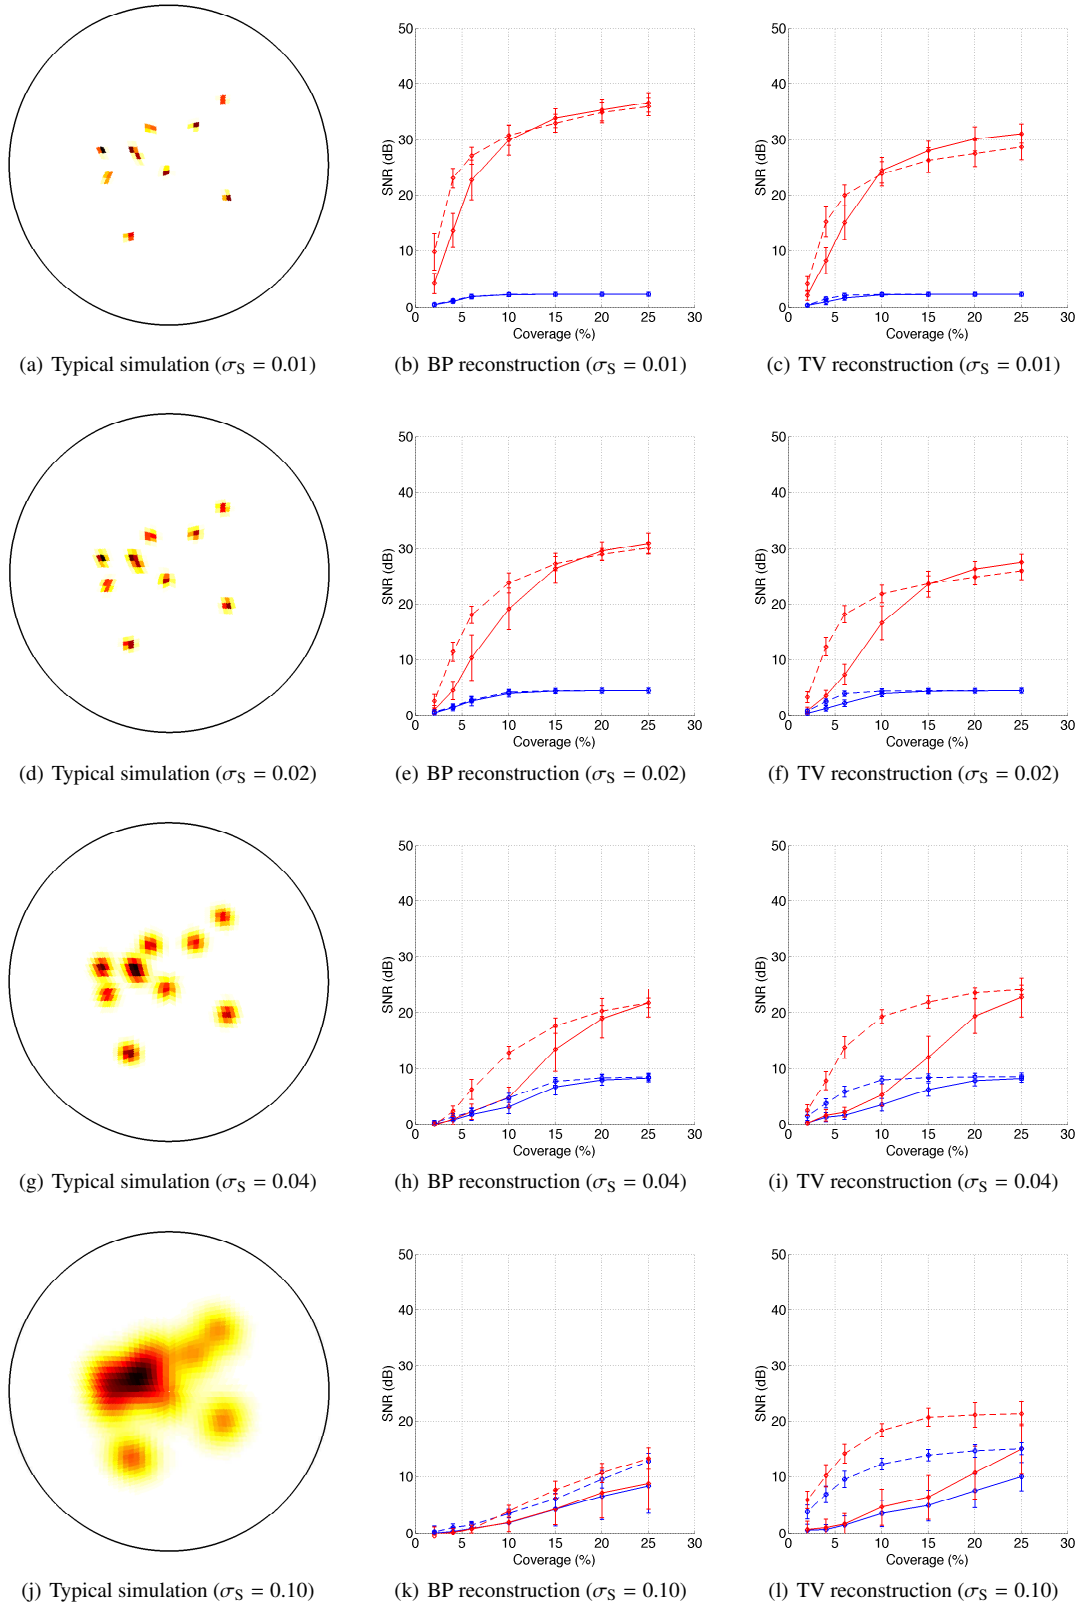 50
40
30
20
10
0
SNR (dB)
0 5 10 15 20 25 30
Coverage (%)
50
40
30
20
10
0
SNR (dB)
0 5 10 15 20 25 30
Coverage (%)
(a) Typical simulation (σS = 0.01)
(b) BP reconstruction (σS = 0.01)
(c) TV reconstruction (σS = 0.01)
50
40
30
20
10
0
SNR (dB)
0 5 10 15 20 25 30
Coverage (%)
50
40
30
20
10
0
SNR (dB)
0 5 10 15 20 25 30
Coverage (%)
(d) Typical simulation (σS = 0.02)
(e) BP reconstruction (σS = 0.02)
(f) TV reconstruction (σS = 0.02)
50
40
30
20
10
0
SNR (dB)
0 5 10 15 20 25 30
Coverage (%)
50
40
30
20
10
0
SNR (dB)
0 5 10 15 20 25 30
Coverage (%)
(g) Typical simulation (σS = 0.04)
(h) BP reconstruction (σS = 0.04)
(i) TV reconstruction (σS = 0.04)
50
40
30
20
10
0
SNR (dB)
0 5 10 15 20 25 30
Coverage (%)
50
40
30
20
10
0
SNR (dB)
0 5 10 15 20 25 30
Coverage (%)
(j) Typical simulation (σS = 0.10)
(k) BP reconstruction (σS = 0.10)
(l) TV reconstruction (σS = 0.10)